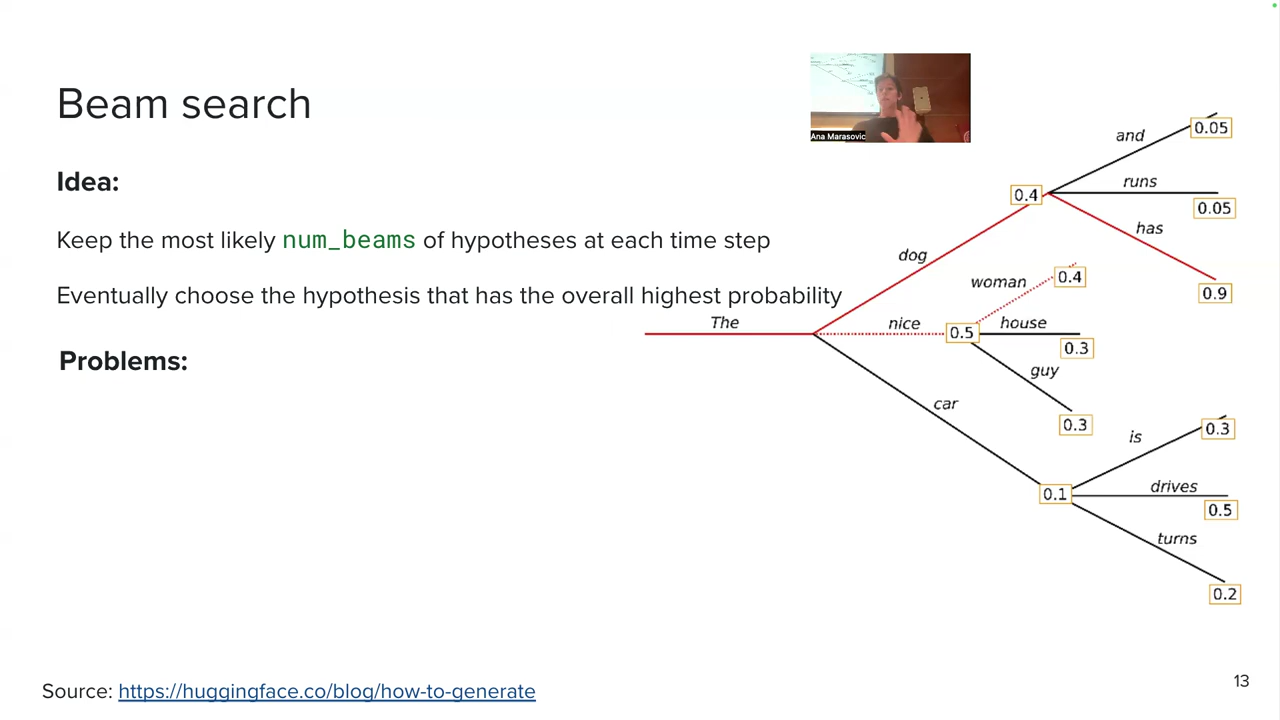 Beam search
Ana Marasovic
Idea:
Keep the most likely num_beams of hypotheses at each time step
Eventually choose the hypothesis that has the overall highest probability
Problems:
The
dog
nice
car
0.4
0.5
0.1
and
0.05
runs
0.05
has
0.9
woman
0.4
house
0.3
guy
0.3
is
0.3
drives
0.5
turns
0.2
Source: https://huggingface.co/blog/how-to-generate
13